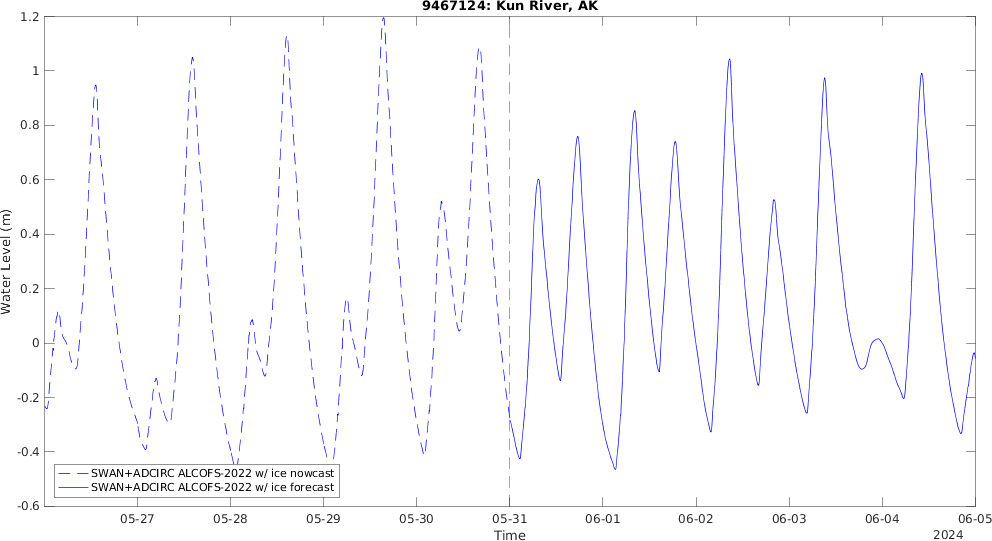 9467124: Kun River, AK
Water Level (m)
1.2
1
0.8
0.6
0.4
0.2
0
-0.2
-0.4
-0.6
SWAN+ADCIRC ALCOFS-2022 w/ ice nowcast
SWAN+ADCIRC ALCOFS-2022 w/ ice forecast
05-27 05-28 05-29 05-30 05-31 06-01 06-02 06-03 06-04 06-05
Time
2024